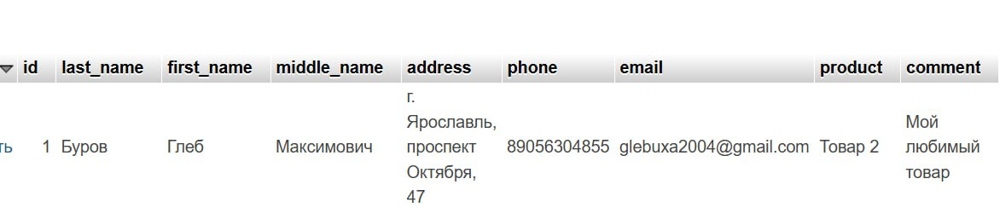 id last_name first_name middle_name address phone email product comment
г.
Ярославль,
проспект
Октября,
47
1 Буров Глеб Максимович 89056304855 glebuxa2004@gmail.com Товар 2
Мой
любимый
товар